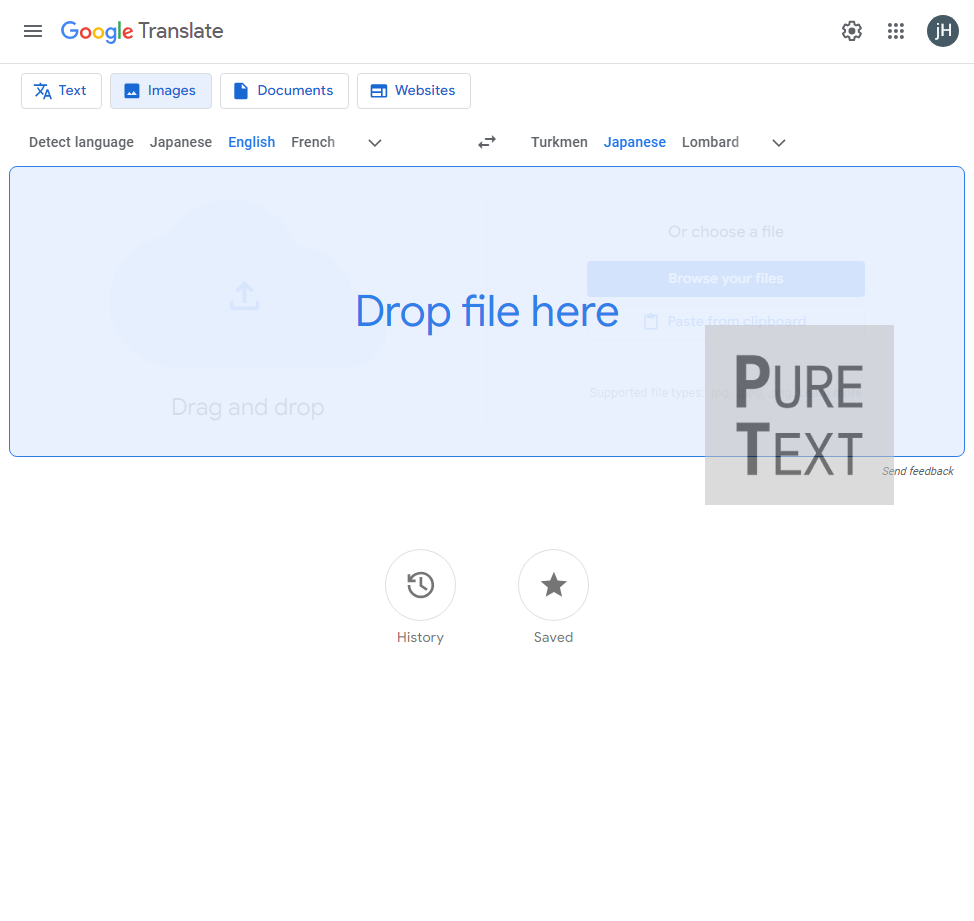 Google Translate
jH
Text
Images
Documents
Websites
Detect language
Japanese
English
French
Turkmen
Japanese
Lombard
Or choose a file
Browse your files
Drop file here
Paste from clipboard
Drag and drop
Supported file types:
PURE
TEXT
Send feedback
History
Saved